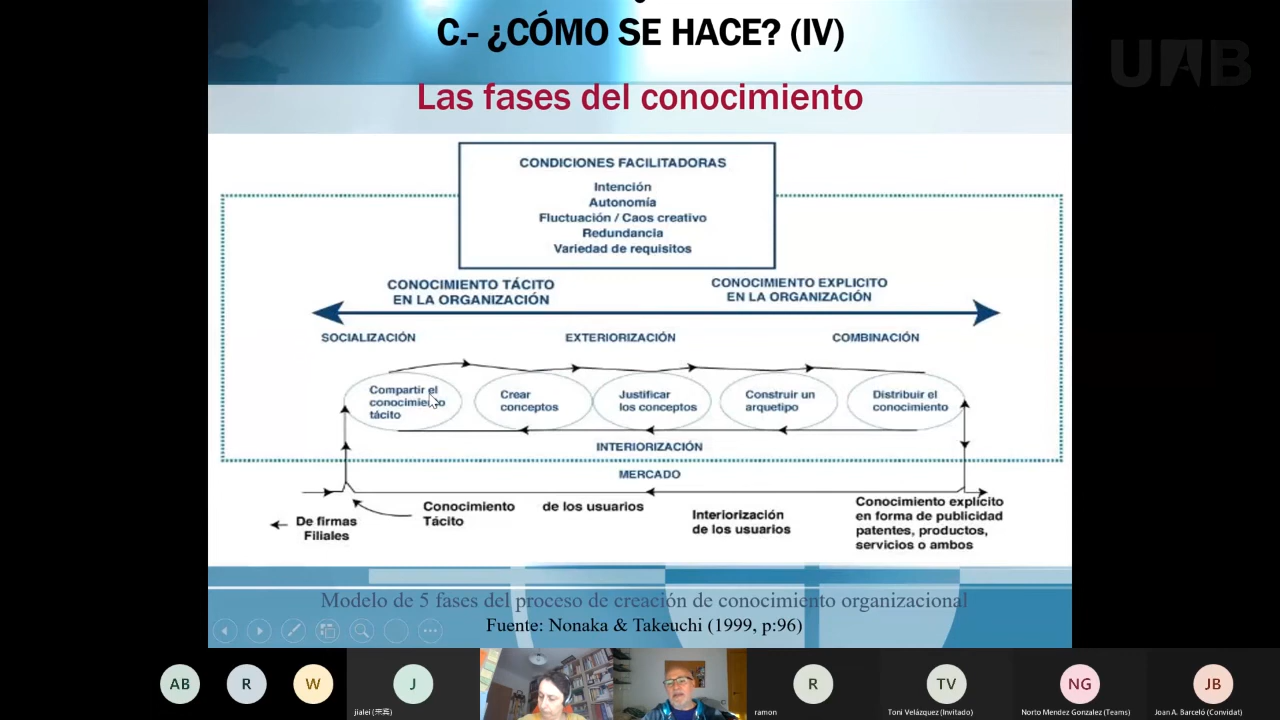 C.- ¿CÓMO SE HACE? (IV)
UAB
Las fases del conocimiento
CONDICIONES FACILITADORAS
Intención
Autonomía
Fluctuación / Caos creativo
Redundancia
Variedad de requisitos
CONOCIMIENTO TÁCITO
EN LA ORGANIZACIÓN
CONOCIMIENTO EXPLICITO
EN LA ORGANIZACIÓN
SOCIALIZACIÓN
EXTERIORIZACIÓN
COMBINACIÓN
Compartir el
conocimiento
tácito
Crear
conceptos
Justificar
los conceptos
Construir un
arquetipo
Distribuir el
conocimiento
INTERIORIZACIÓN
MERCADO
De firmas
Filiales
Conocimiento
Tácito
de los usuarios
Interiorización
de los usuarios
Conocimiento explícito
en forma de publicidad
patentes, productos,
servicios o ambos
Modelo de 5 fases del proceso de creación de conocimiento organizacional
Fuente: Nonaka & Takeuchi (1999, p:96)
AB
R
W
J
R
TV
NG
JB
ramon
Toni Velázquez (Invitado)
Norto Mendez Gonzalez (Teams)
Joan A. Barceló (Convidat)